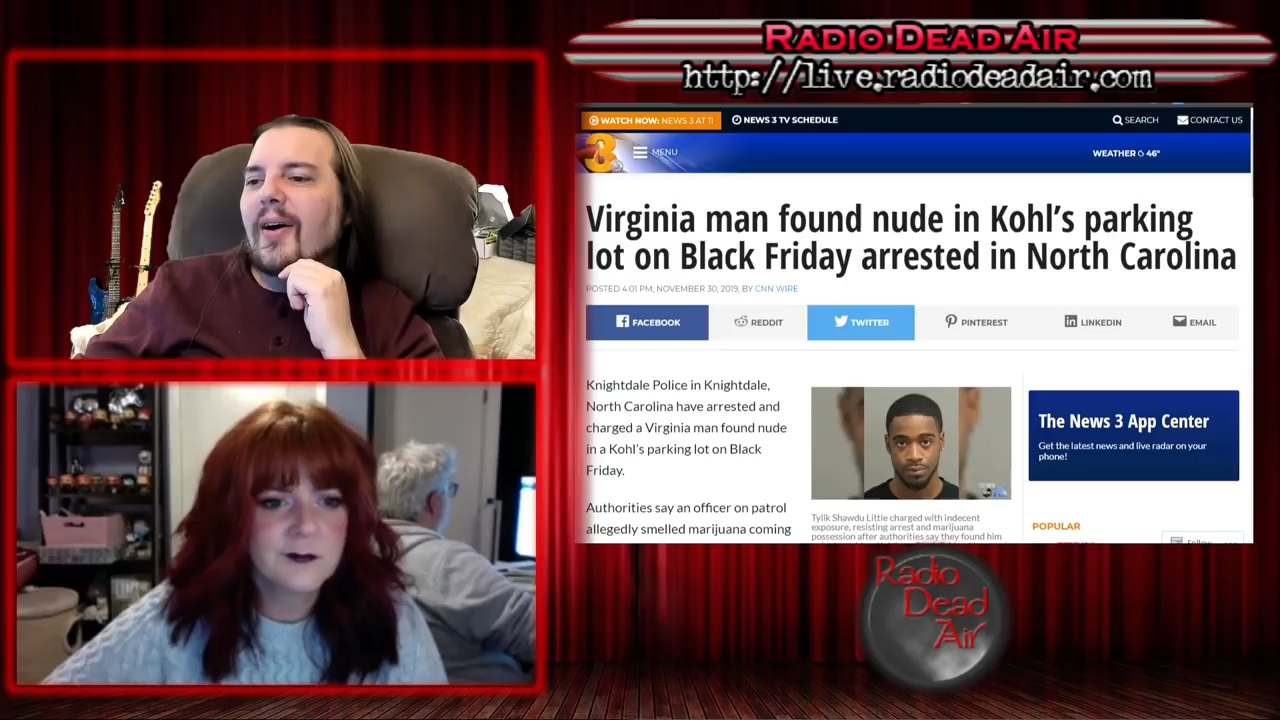 RADIO DEAD AIR
http://live.radiodeadair.com
WATCH NOW: NEWS 3 AT 11
NEWS 3 TV SCHEDULE
SEARCH
CONTACT US
3
MENU
WEATHER 46°
Virginia man found nude in Kohl's parking
lot on Black Friday arrested in North Carolina
POSTED 4:01 PM, NOVEMBER 30, 2019, BY CNN WIRE
FACEBOOK
REDDIT
TWITTER
PINTEREST
LINKEDIN
EMAIL
Knightdale Police in Knightdale,
North Carolina have arrested and
charged a Virginia man found nude
in a Kohl's parking lot on Black
Friday.
Authorities say an officer on patrol
allegedly smelled marijuana coming
Tylik Shawdu Little charged with indecent
exposure, resisting arrest and marijuana
possession after authorities say they found him
The News 3 App Center
Get the latest news and live radar on your
phone!
POPULAR
Follow
Radio
Dead
Air